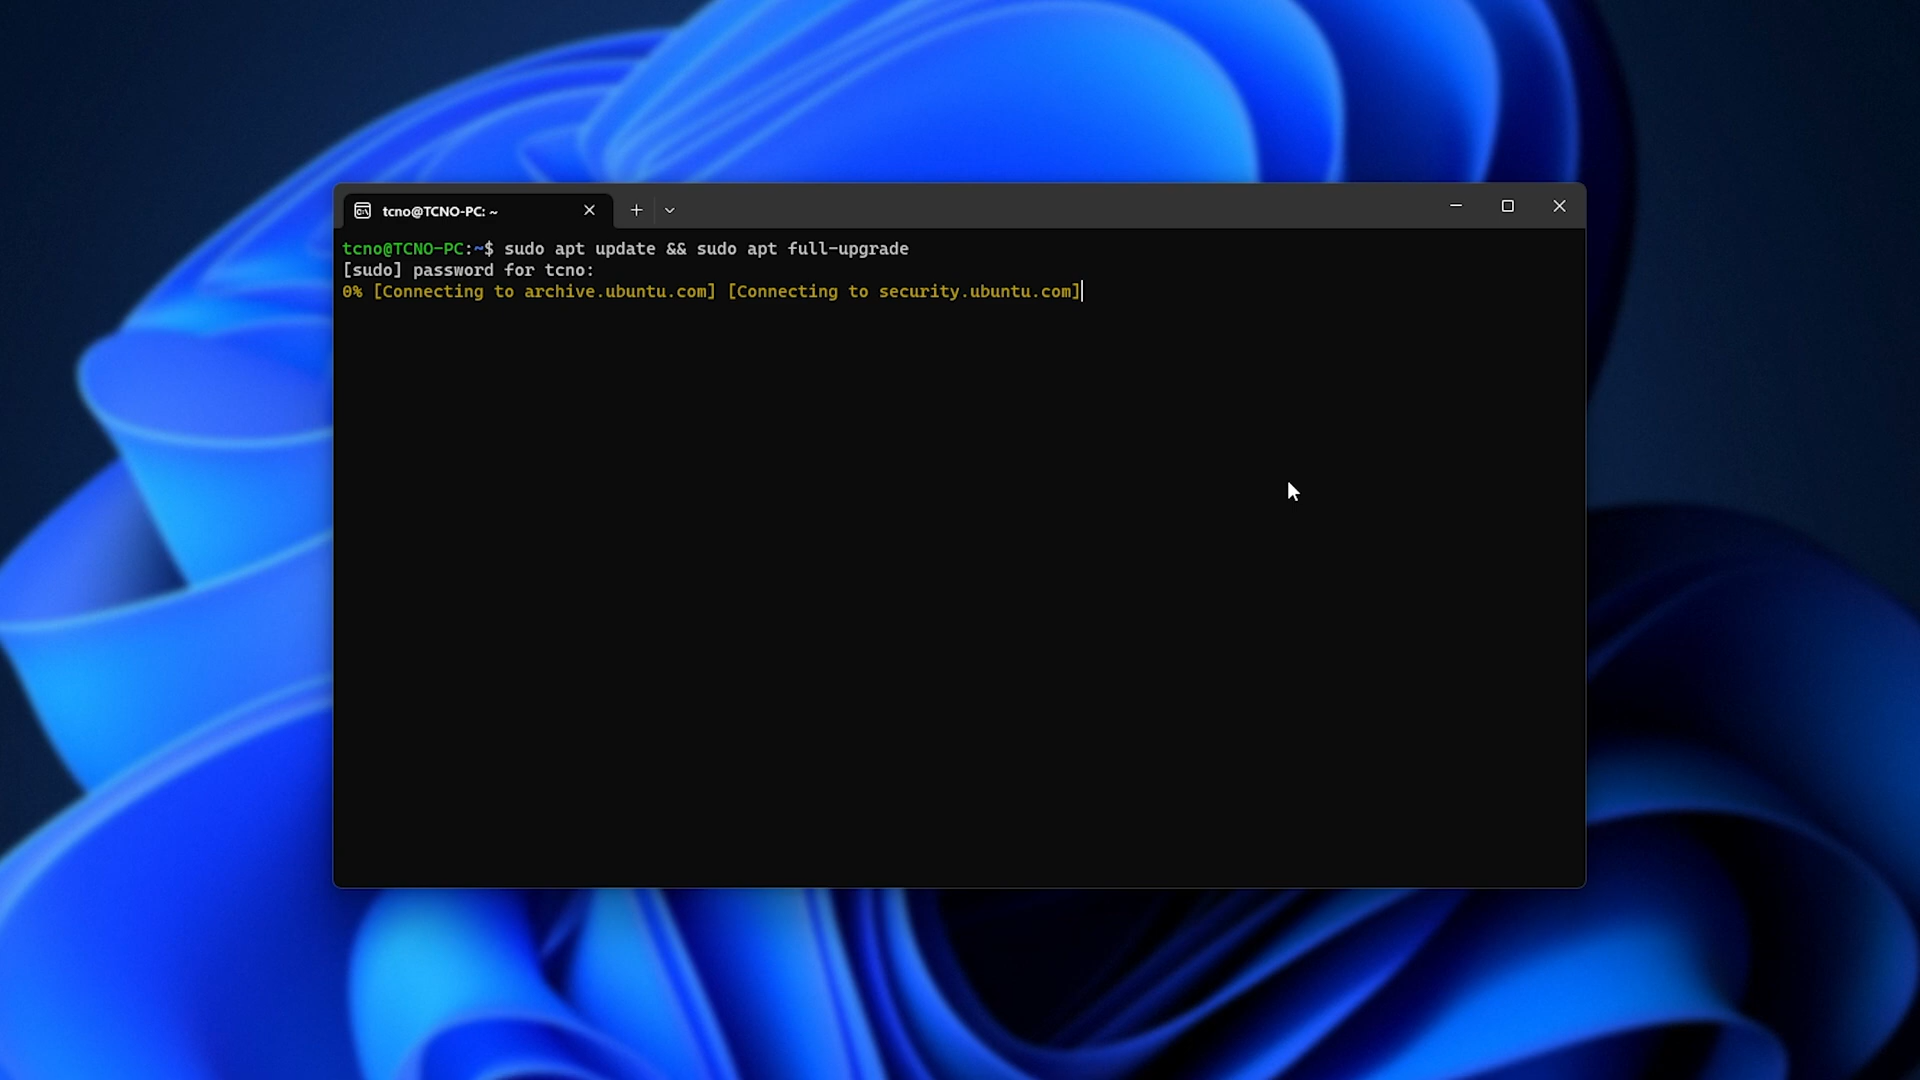 tcno@TCNO-PC: ~
tcno@TCNO-PC:~$ sudo apt update && sudo apt full-upgrade
[sudo] password for tcno:
0% [Connecting to archive.ubuntu.com] [Connecting to security.ubuntu.com]